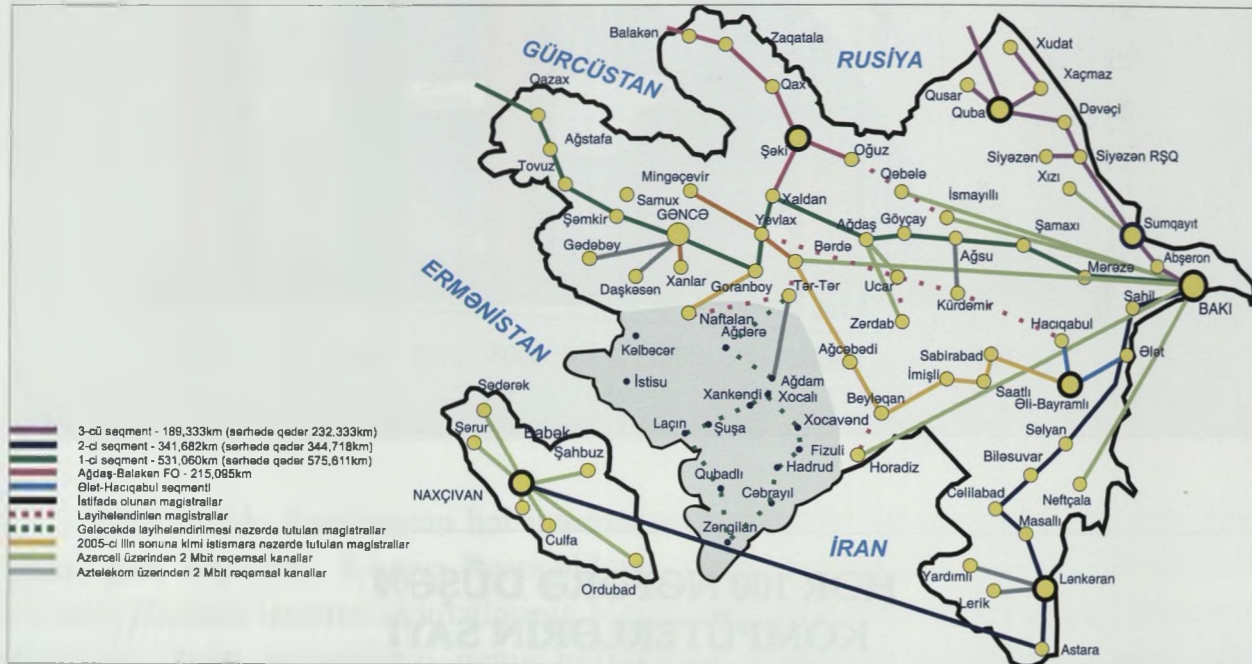 Balakən
Zaqatala
GÜRCÜSTAN
RUSİYA
Xudat
Xaçmaz
Qusar
Quba
Dəvəçi
Qazax
Qax
Ağstafa
Şəki
Oğuz
Siyəzən
Siyəzən RŞQ
Tovuz
Mingəçevir
Qəbələ
Xızı
Samux
Xaldan
İsmayıllı
Şəmkir
GƏNCƏ
Yevlax
Ağdaş
Göyçay
Şamaxı
Sumqayıt
Gədəbəy
Bərdə
Ağsu
Mərəzə
Abşeron
Daşkəsən
Xanlar
Goranboy
Tər-Tər
Ucar
Kürdəmir
Sahil
BAKI
ERMƏNİSTAN
Naftalan
Zərdab
Hacıqabul
Ağdərə
Kəlbəcər
Ağcəbədi
Sabirabad
Ələt
İstisu
Ağdam
İmişli
Saatlı
Xankəndi
Xocalı
Beyləqan
Əli-Bayramlı
Sədərək
Laçın
Şuşa
Xocavənd
Şərur
Babək
Fizuli
Salyan
Şahbuz
Hadrud
Horadiz
Biləsuvar
Qubadlı
NAXÇIVAN
Cəbrayıl
Cəlilabad
Neftçala
Culfa
Zəngilan
Masallı
İRAN
Ordubad
Yardımlı
Lənkəran
Lerik
Astara
3-cü seqment - 189,333km (sərhədə qədər 232,333km)
2-ci seqment - 341,682km (sərhədə qədər 344,718km)
1-ci seqment - 531,060km (sərhədə qədər 575,611km)
Ağdaş-Balakən FO - 215,095km
Ələt-Hacıqabul seqmenti
İstifadə olunan magistrallar
Layihələndirilən magistrallar
Gələcəkdə layihələndirilməsi nəzərdə tutulan magistrallar
2005-ci ilin sonuna kimi istismara nəzərdə tutulan magistrallar
Azercell üzərindən 2 Mbit rəqəmsal kanallar
Aztelekom üzərindən 2 Mbit rəqəmsal kanallar